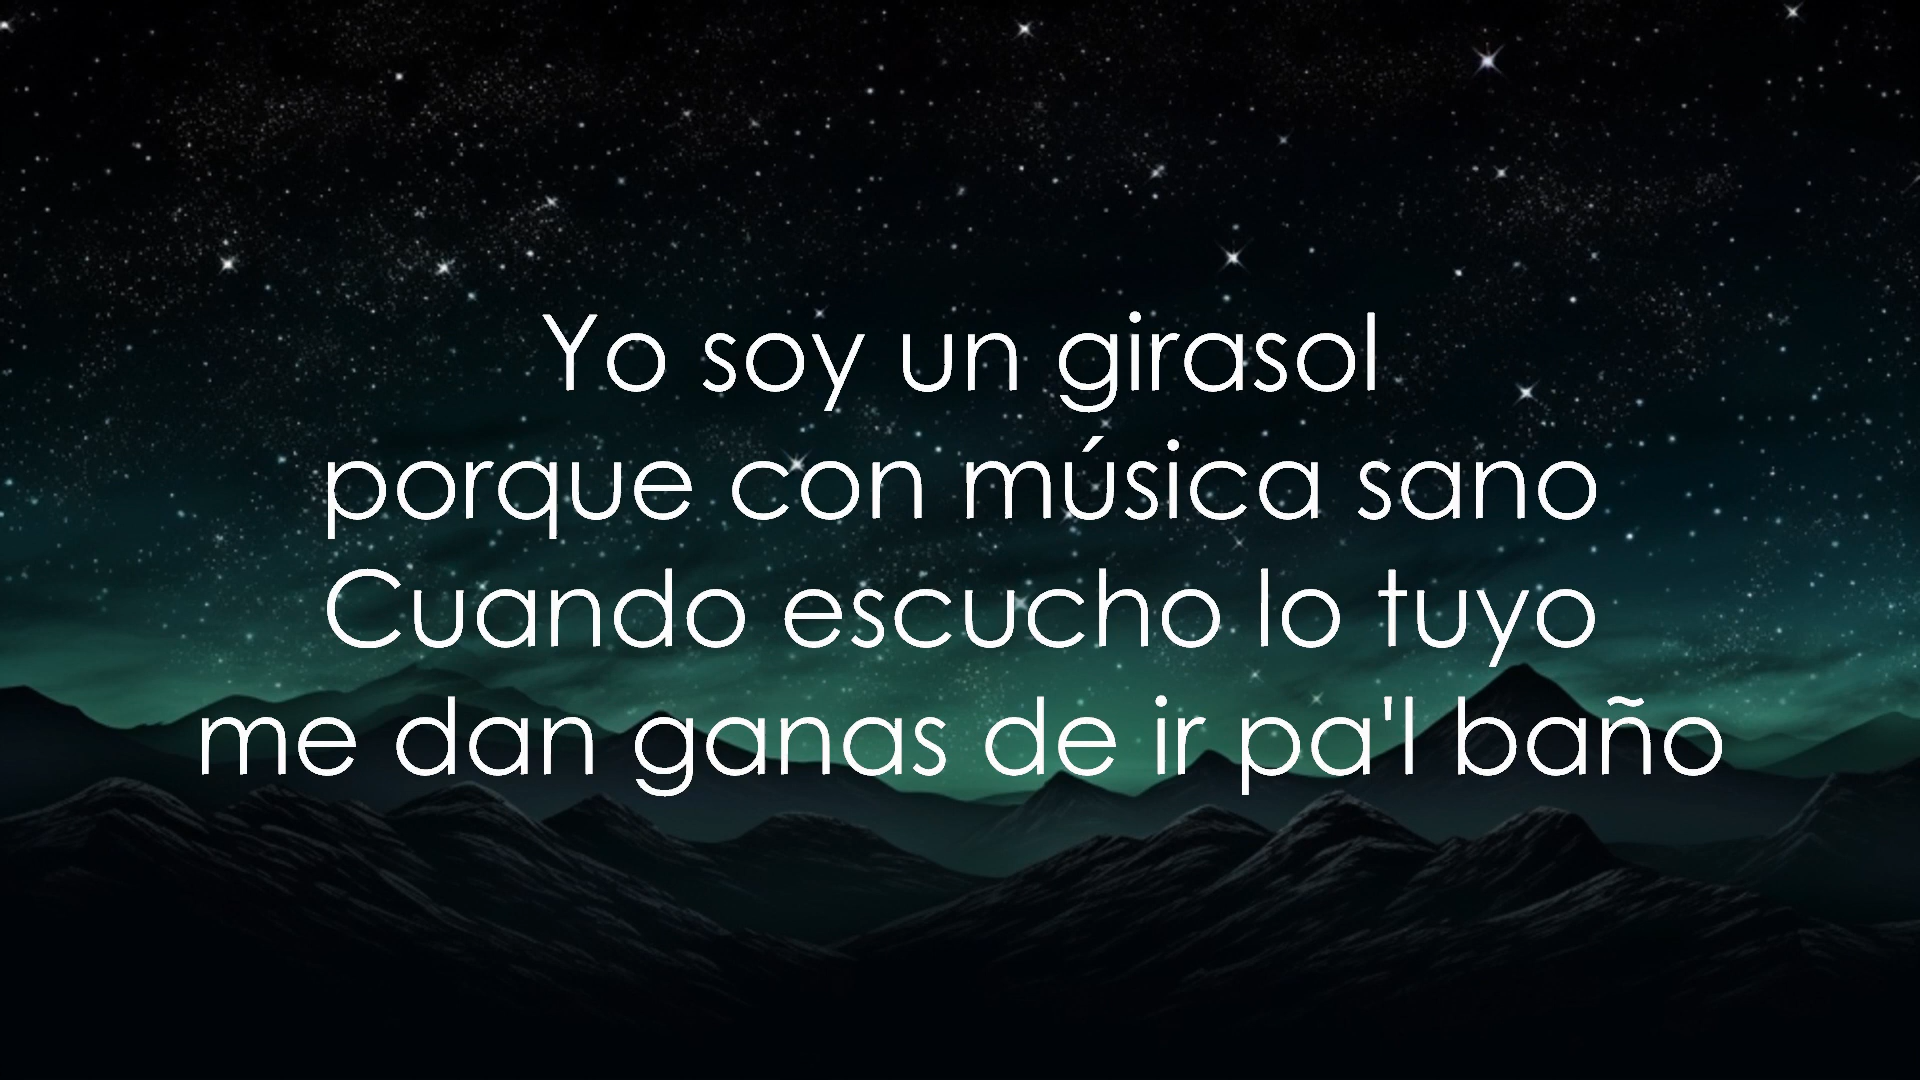 Yo soy un girasol
porque con música sano
Cuando escucho lo tuyo
me dan ganas de ir pa'l baño